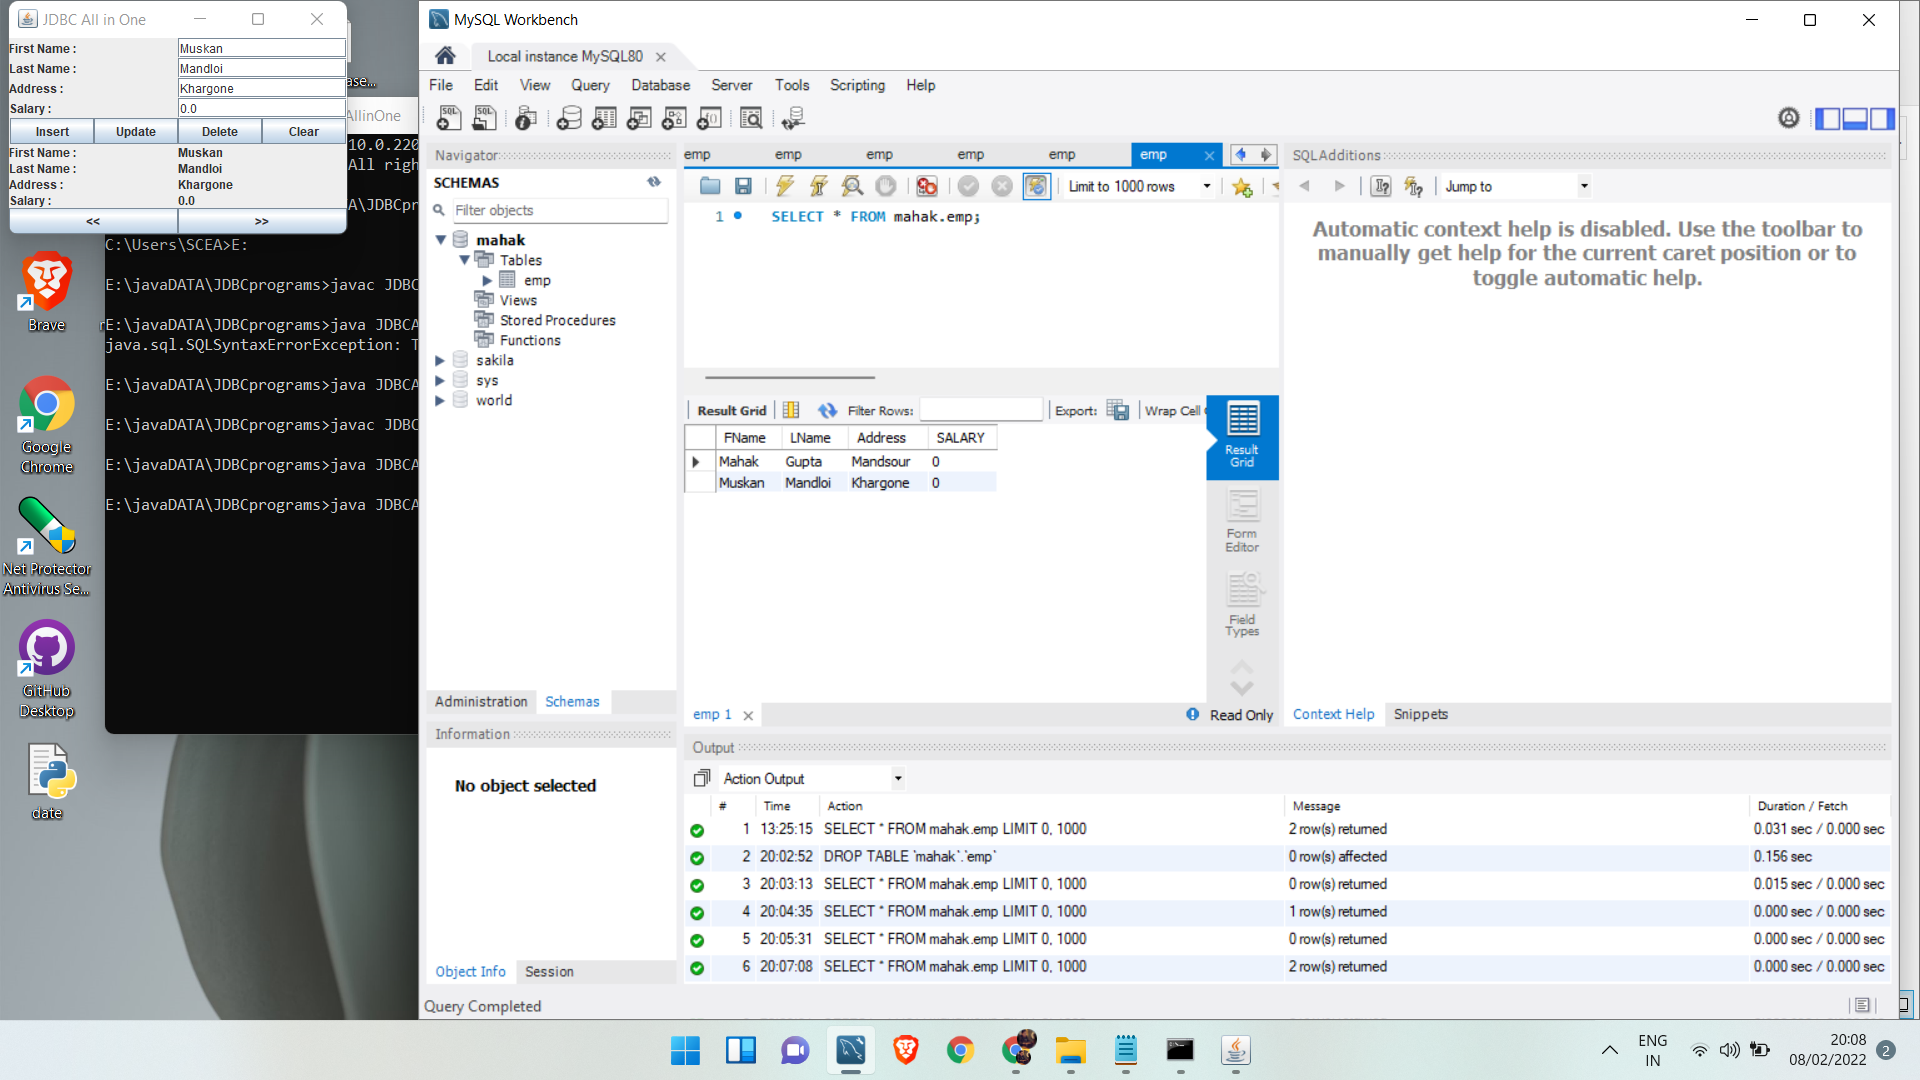 JDBC All in One
First Name :
Muskan
Last Name :
Mandloi
Address :
Khargone
Salary :
0.0
Insert
Update
Delete
Clear
First Name :
Muskan
Last Name :
Mandloi
Address :
Khargone
Salary :
0.0
<<
>>
ase...
AllinOne
10.0.220
All righ
A\JDBCpr
C:\Users\SCEA>E:
E:\javaDATA\JDBCprograms>javac JDBC
E:\javaDATA\JDBCprograms>java JDBCA
java.sql.SQLSyntaxErrorException: T
E:\javaDATA\JDBCprograms>java JDBCA
E:\javaDATA\JDBCprograms>javac JDBC
E:\javaDATA\JDBCprograms>java JDBCA
E:\javaDATA\JDBCprograms>java JDBCA
Brave
Google
Chrome
Net Protector
Antivirus Se...
GitHub
Desktop
date
MySQL Workbench
Local instance MySQL80
File Edit View Query Database Server Tools Scripting Help
Navigator
SCHEMAS
Filter objects
mahak
Tables
emp
Views
Stored Procedures
Functions
sakila
sys
world
Administration Schemas
Information
No object selected
Object Info Session
Query Completed
emp emp emp emp emp emp
Limit to 1000 rows
1 SELECT * FROM mahak.emp;
Result Grid Filter Rows: Export: Wrap Cell
FName LName Address SALARY
Mahak Gupta Mandsour 0
Muskan Mandloi Khargone 0
Result
Grid
Form
Editor
Field
Types
emp 1
Read Only
SQLAdditions
Jump to
Automatic context help is disabled. Use the toolbar to
manually get help for the current caret position or to
toggle automatic help.
Context Help Snippets
Output
Action Output
# Time Action Message Duration / Fetch
1 13:25:15 SELECT * FROM mahak.emp LIMIT 0, 1000 2 row(s) returned 0.031 sec / 0.000 sec
2 20:02:52 DROP TABLE `mahak`.`emp` 0 row(s) affected 0.156 sec
3 20:03:13 SELECT * FROM mahak.emp LIMIT 0, 1000 0 row(s) returned 0.015 sec / 0.000 sec
4 20:04:35 SELECT * FROM mahak.emp LIMIT 0, 1000 1 row(s) returned 0.000 sec / 0.000 sec
5 20:05:31 SELECT * FROM mahak.emp LIMIT 0, 1000 0 row(s) returned 0.000 sec / 0.000 sec
6 20:07:08 SELECT * FROM mahak.emp LIMIT 0, 1000 2 row(s) returned 0.000 sec / 0.000 sec
ENG
IN
20:08
08/02/2022
2